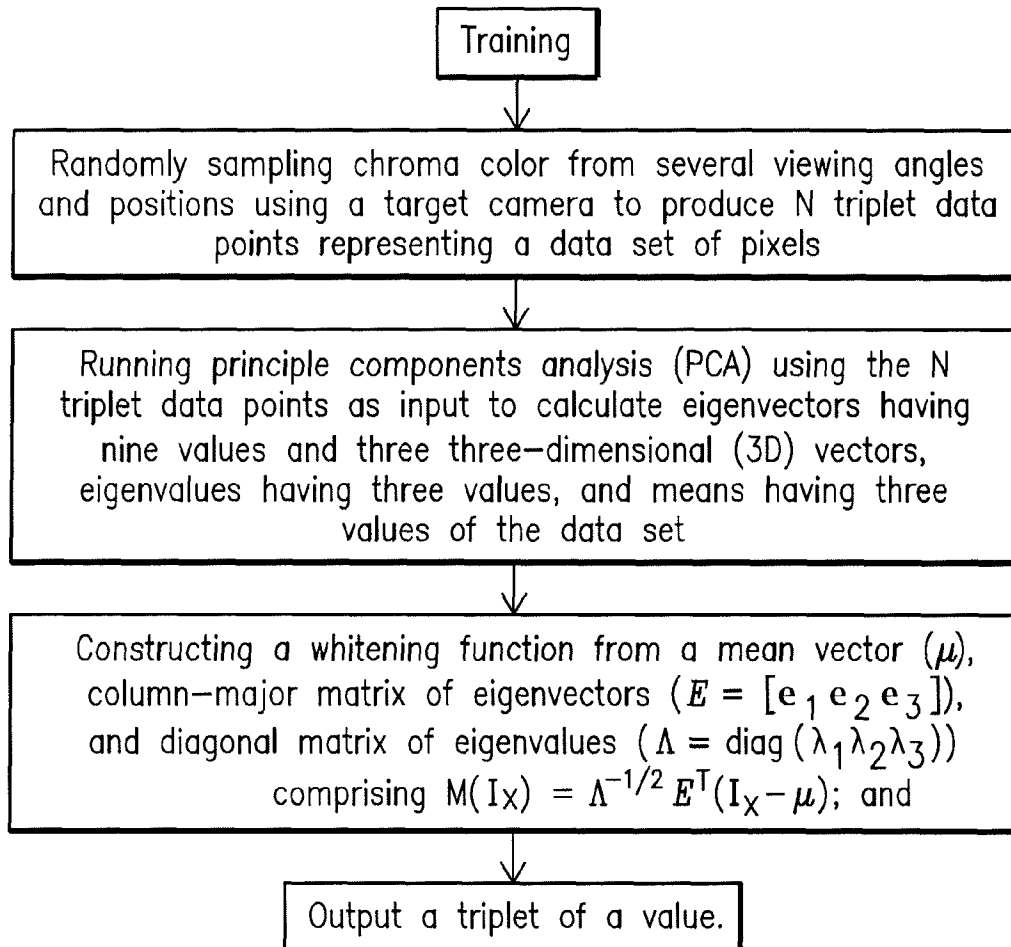 Training
Randomly sampling chroma color from several viewing angles
and positions using a target camera to produce N triplet data
points representing a data set of pixels
Running principle components analysis (PCA) using the N
triplet data points as input to calculate eigenvectors having
nine values and three three-dimensional (3D) vectors,
eigenvalues having three values, and means having three
values of the data set
Constructing a whitening function from a mean vector (μ),
column-major matrix of eigenvectors (E = [e₁ e₂ e₃]),
and diagonal matrix of eigenvalues (Λ = diag (λ₁λ₂λ₃))
comprising M(Iₓ) = Λ⁻¹/² Eᵀ(Iₓ-μ); and
Output a triplet of a value.